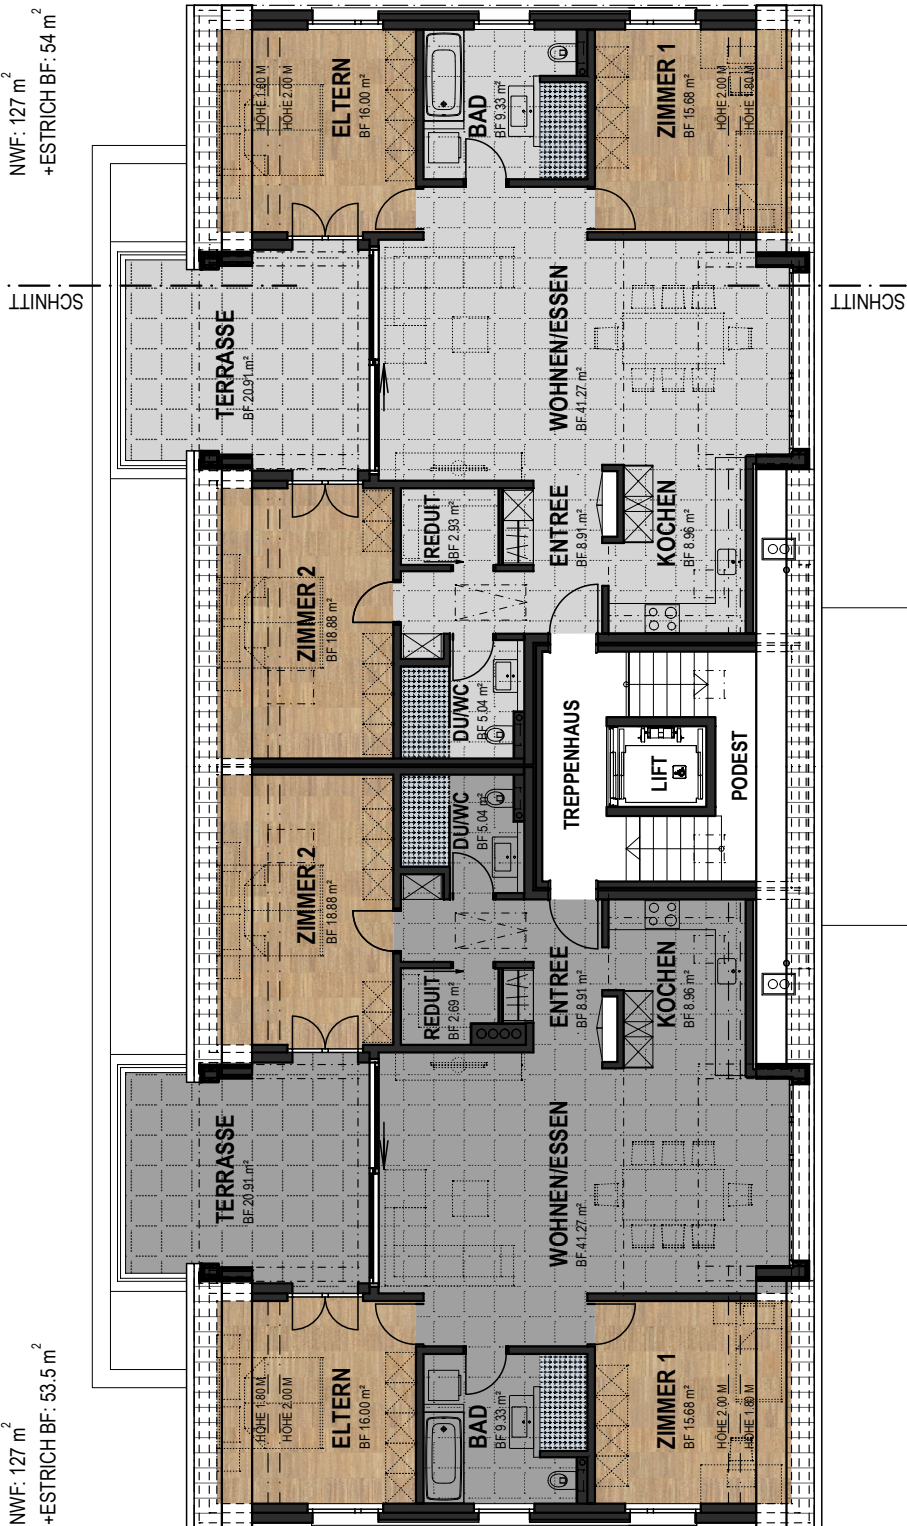 NWF: 127 m²
+ESTRICH BF: 53.5 m²
NWF: 127 m²
+ESTRICH BF: 54 m²
SCHNITT
SCHNITT
TERRASSE
BF 20.91 m²
TERRASSE
BF 20.91 m²
ELTERN
BF 16.00 m²
HÖHE 1.80 M
HÖHE 2.00 M
ZIMMER 2
BF 18.88 m²
ZIMMER 2
BF 18.88 m²
ELTERN
BF 16.00 m²
HÖHE 1.80 M
HÖHE 2.00 M
BAD
BF 9.33 m²
REDUIT
BF 2.69 m²
DU/WC
BF 5.04 m²
DU/WC
BF 5.04 m²
REDUIT
BF 2.93 m²
BAD
BF 9.33 m²
WOHNEN/ESSEN
BF 41.27 m²
ENTREE
BF 8.91 m²
TREPPENHAUS
ENTREE
BF 8.91 m²
WOHNEN/ESSEN
BF 41.27 m²
ZIMMER 1
BF 15.68 m²
HÖHE 2.00 M
HÖHE 1.80 M
KOCHEN
BF 8.96 m²
LIFT
PODEST
KOCHEN
BF 8.96 m²
ZIMMER 1
BF 15.68 m²
HÖHE 2.00 M
HÖHE 1.80 M